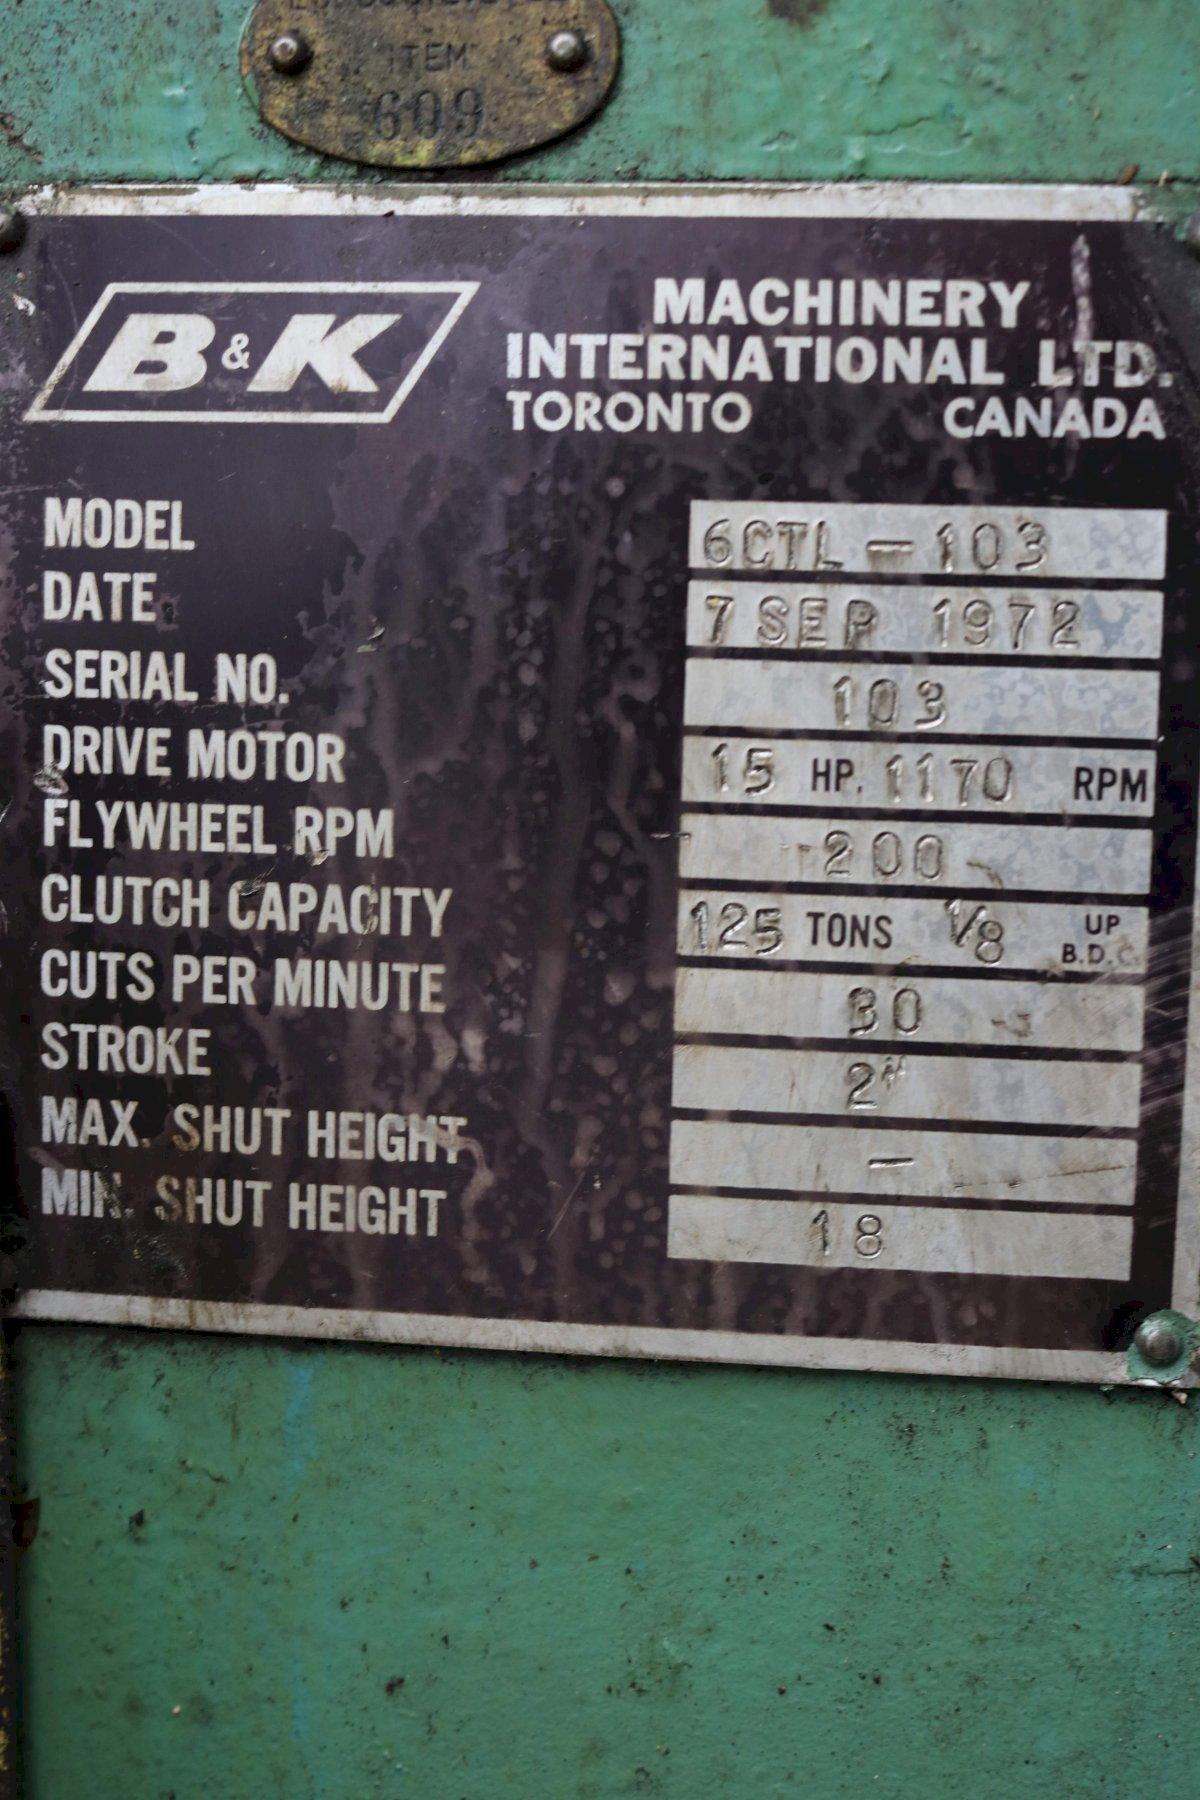 ITEM
609
B&K
MACHINERY
INTERNATIONAL LTD.
TORONTO CANADA
MODEL 6CTL-103
DATE 7 SEP 1972
SERIAL NO. 103
DRIVE MOTOR 15 HP. 1170 RPM
FLYWHEEL RPM 200
CLUTCH CAPACITY 125 TONS 1/8 UP B.D.C.
CUTS PER MINUTE 30
STROKE 2"
MAX. SHUT HEIGHT -
MIN. SHUT HEIGHT 18